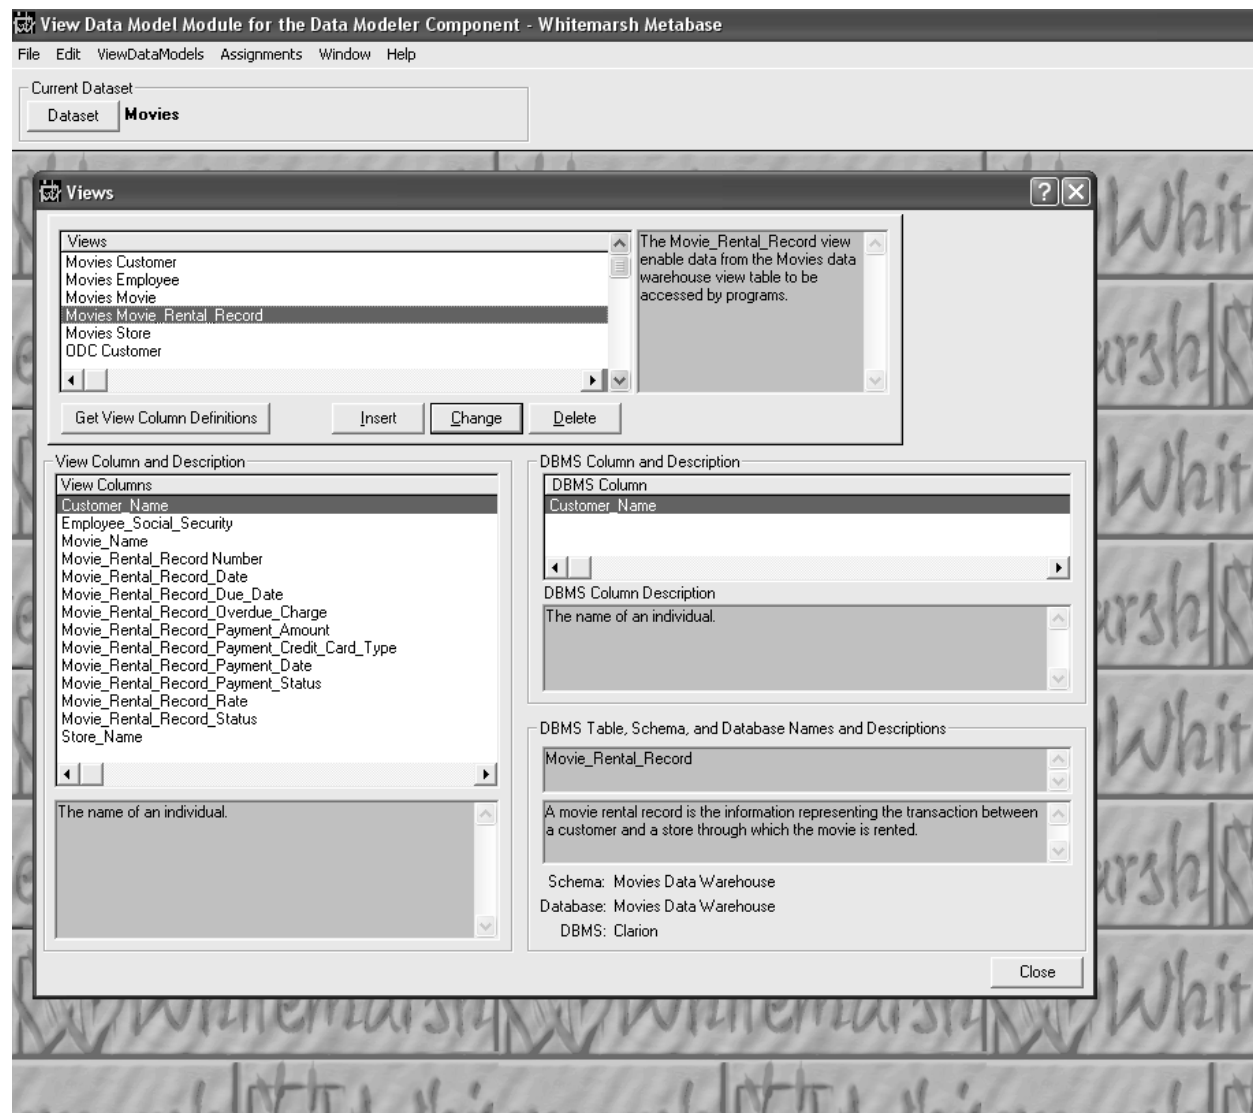 View Data Model Module for the Data Modeler Component - Whitemarsh Metabase
File Edit ViewDataModels Assignments Window Help
Current Dataset
Dataset Movies
Views
Views
Movies Customer
Movies Employee
Movies Movie
Movies Movie_Rental_Record
Movies Store
ODC Customer
The Movie_Rental_Record view
enable data from the Movies data
warehouse view table to be
accessed by programs.
Get View Column Definitions Insert Change Delete
View Column and Description
View Columns
Customer_Name
Employee_Social_Security
Movie_Name
Movie_Rental_Record Number
Movie_Rental_Record_Date
Movie_Rental_Record_Due_Date
Movie_Rental_Record_Overdue_Charge
Movie_Rental_Record_Payment_Amount
Movie_Rental_Record_Payment_Credit_Card_Type
Movie_Rental_Record_Payment_Date
Movie_Rental_Record_Payment_Status
Movie_Rental_Record_Rate
Movie_Rental_Record_Status
Store_Name
The name of an individual.
DBMS Column and Description
DBMS Column
Customer_Name
DBMS Column Description
The name of an individual.
DBMS Table, Schema, and Database Names and Descriptions
Movie_Rental_Record
A movie rental record is the information representing the transaction between
a customer and a store through which the movie is rented.
Schema: Movies Data Warehouse
Database: Movies Data Warehouse
DBMS: Clarion
Close
Whitemarsh Whitemarsh Whit